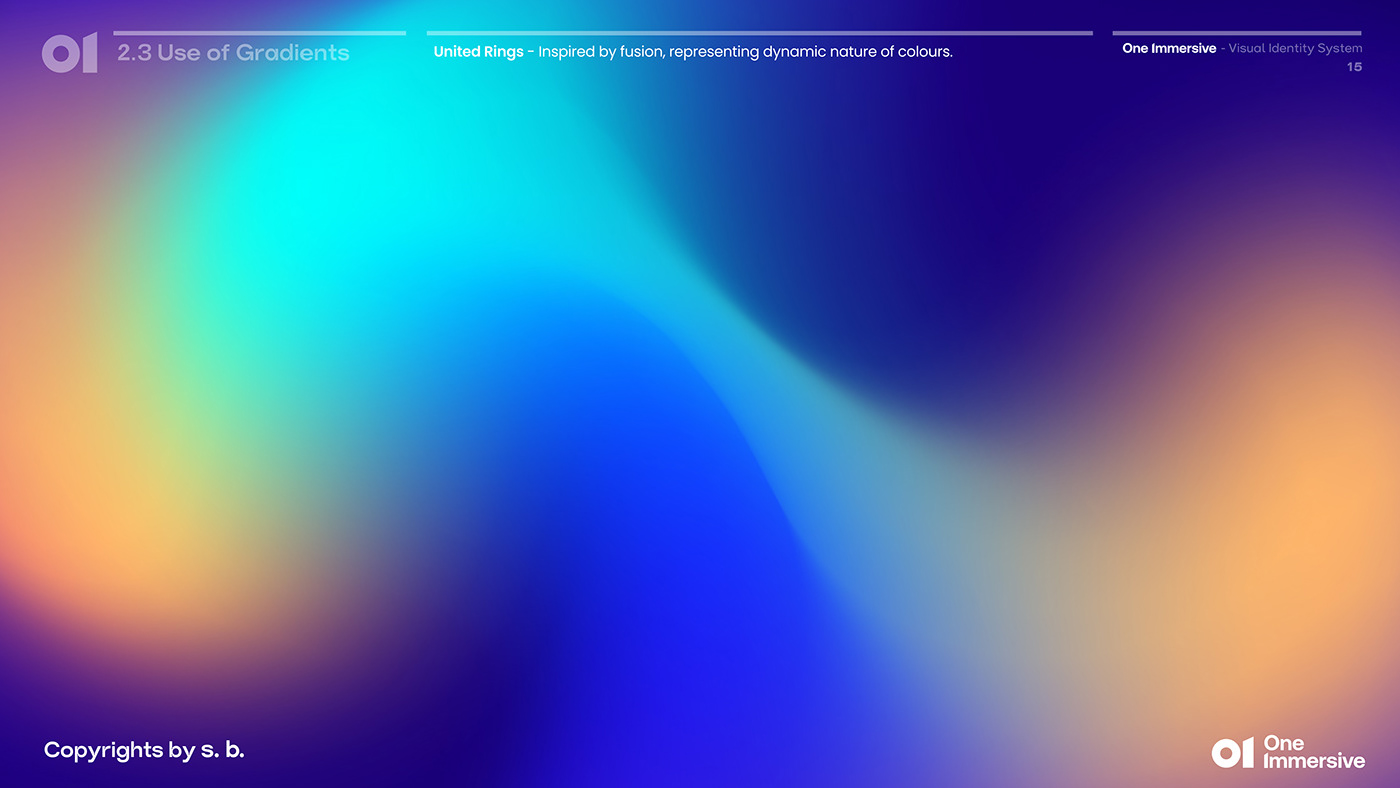 01 2.3 Use of Gradients
United Rings - Inspired by fusion, representing dynamic nature of colours.
One Immersive - Visual Identity System
15
Copyrights by s. b.
01 One
Immersive